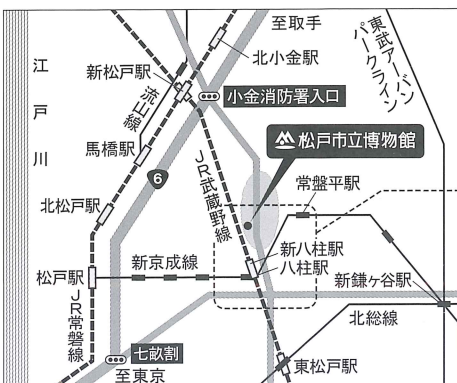 至取手
北小金駅
新松戸駅
東武アーバン
パークライン
江戸川
流山線
小金消防署入口
松戸市立博物館
馬橋駅
JR武蔵野線
6
常盤平駅
北松戸駅
新八柱駅
八柱駅
新京成線
松戸駅
新鎌ヶ谷駅
JR常磐線
北総線
七畝割
東松戸駅
至東京